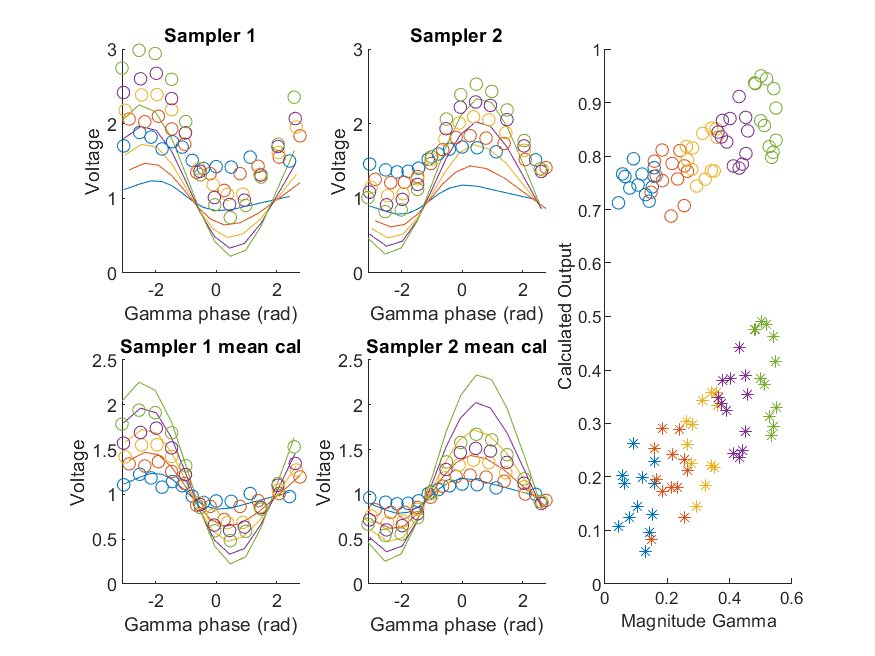 Sampler 1
3
2
1
0
Voltage
-2 0 2
Gamma phase (rad)
Sampler 2
3
2
1
0
Voltage
-2 0 2
Gamma phase (rad)
Sampler 1 mean cal
2.5
2
1.5
1
0.5
0
Voltage
-2 0 2
Gamma phase (rad)
Sampler 2 mean cal
2.5
2
1.5
1
0.5
0
Voltage
-2 0 2
Gamma phase (rad)
1
0.9
0.8
0.7
0.6
0.5
0.4
0.3
0.2
0.1
0
Calculated Output
0 0.2 0.4 0.6
Magnitude Gamma